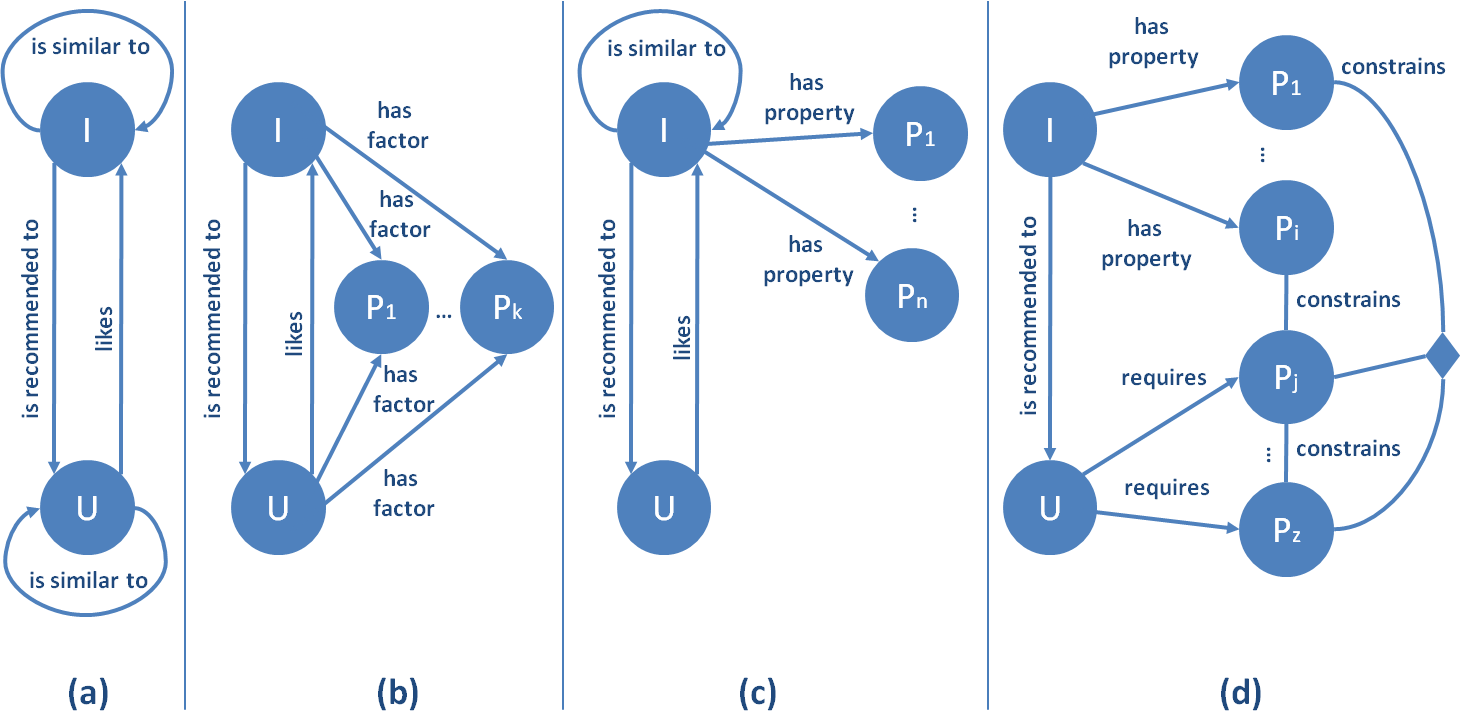 is similar to
I
is recommended to
likes
U
is similar to
(a)
I
has
factor
has
factor
is recommended to
likes
P1
...
Pk
has
factor
has
factor
U
(b)
is similar to
I
has
property
P1
...
has
property
Pn
is recommended to
likes
U
(c)
has
property
P1
constrains
I
...
Pi
has
property
is recommended to
constrains
requires
Pj
...
constrains
requires
U
Pz
(d)